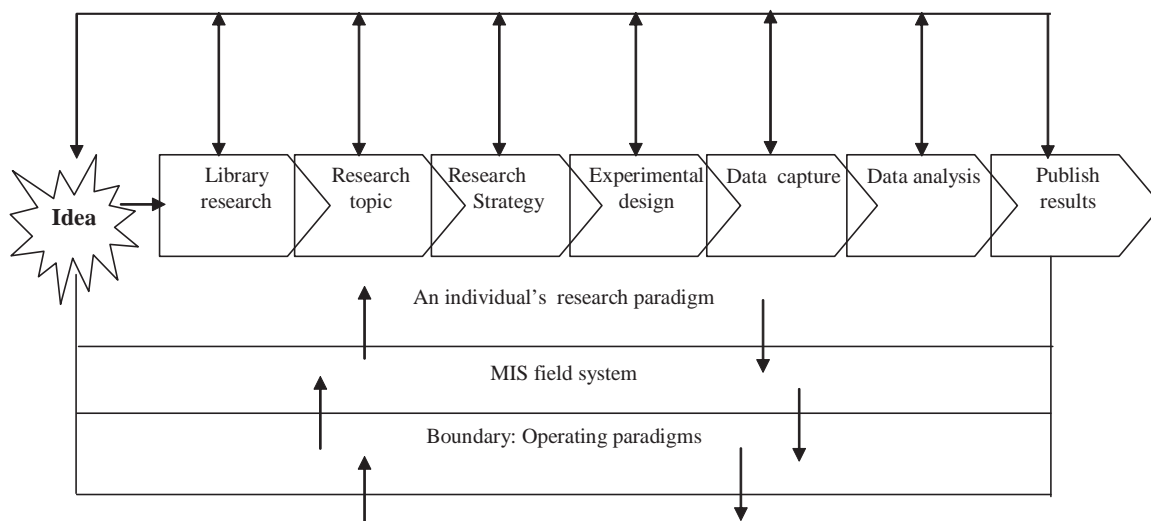 Idea
Library
research
Research
topic
Research
Strategy
Experimental
design
Data capture
Data analysis
Publish
results
An individual's research paradigm
MIS field system
Boundary: Operating paradigms